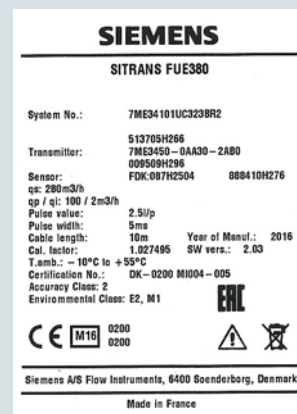 SIEMENS
SITRANS FUE380
System No.: 7ME34101UC323BR2
513705H266
Transmitter: 7ME3450-0AA30-2AB0
009509H296
Sensor: FDK:087H2504 888410H276
qs: 280m3/h
qp / qi: 100 / 2m3/h
Pulse value: 2.5l/p
Pulse width: 5ms
Cable length: 10m Year of Manuf.: 2016
Cal. factor: 1.027495 SW vers.: 2.03
T.amb.: -10°C to +55°C
Certification No.: DK-0200 MI004-005
Accuracy Class: 2
Environmental Class: E2, M1
EAC
CE M16 0200
0200
Siemens A/S Flow Instruments, 6400 Soenderborg, Denmark
Made in France